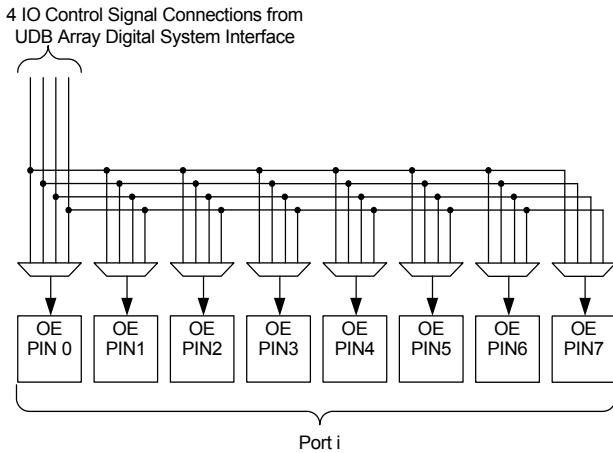 4 IO Control Signal Connections from
UDB Array Digital System Interface
OE
PIN 0
OE
PIN1
OE
PIN2
OE
PIN3
OE
PIN4
OE
PIN5
OE
PIN6
OE
PIN7
Port i